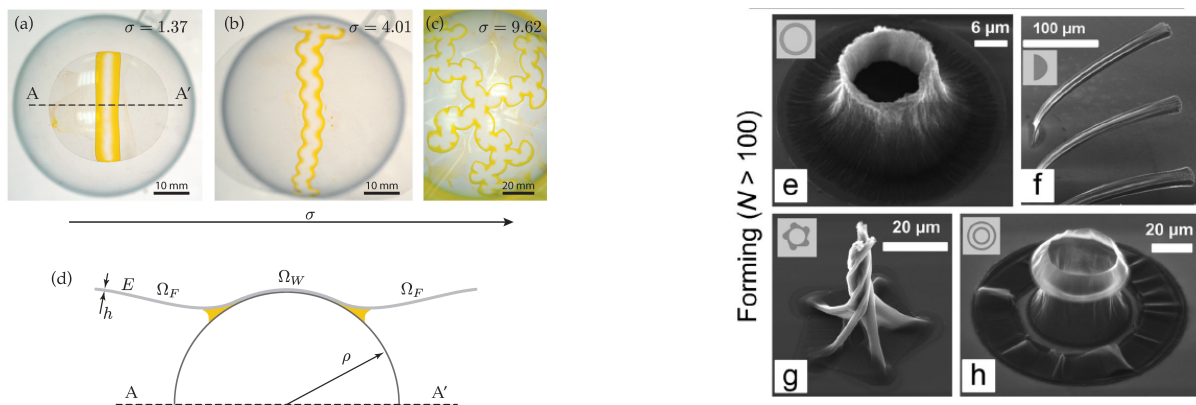 (a)
σ = 1.37
A
A′
10 mm
(b)
σ = 4.01
10 mm
(c)
σ = 9.62
20 mm
σ
(d)
E
Ω_F
Ω_W
Ω_F
h
ρ
A
A′
Forming (N > 100)
6 μm
e
100 μm
f
20 μm
g
20 μm
h